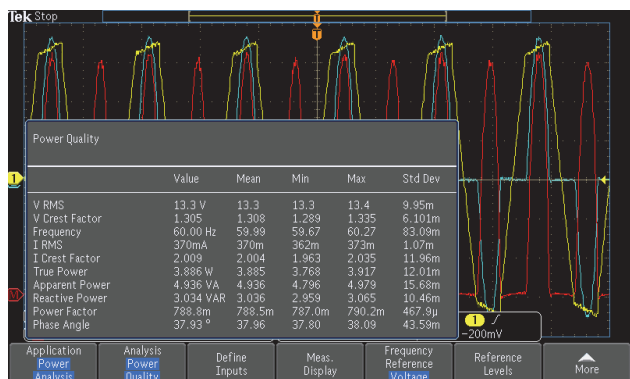 Tek Stop
T
T
Power Quality
Value Mean Min Max Std Dev
1
V RMS 13.3 V 13.3 13.3 13.4 9.95m
V Crest Factor 1.305 1.308 1.289 1.335 6.101m
Frequency 60.00 Hz 59.99 59.67 60.27 83.09m
I RMS 370mA 370m 362m 373m 1.07m
I Crest Factor 2.009 2.004 1.963 2.035 11.96m
True Power 3.886 W 3.885 3.768 3.917 12.01m
Apparent Power 4.936 VA 4.936 4.796 4.979 15.68m
Reactive Power 3.034 VAR 3.036 2.959 3.065 10.46m
M
Power Factor 788.8m 788.5m 787.0m 790.2m 467.9µ
Phase Angle 37.93 ° 37.96 37.80 38.09 43.59m
1
-200mV
Application Power Analysis
Analysis Power Quality
Define Inputs
Meas. Display
Frequency Reference Voltage
Reference Levels
More